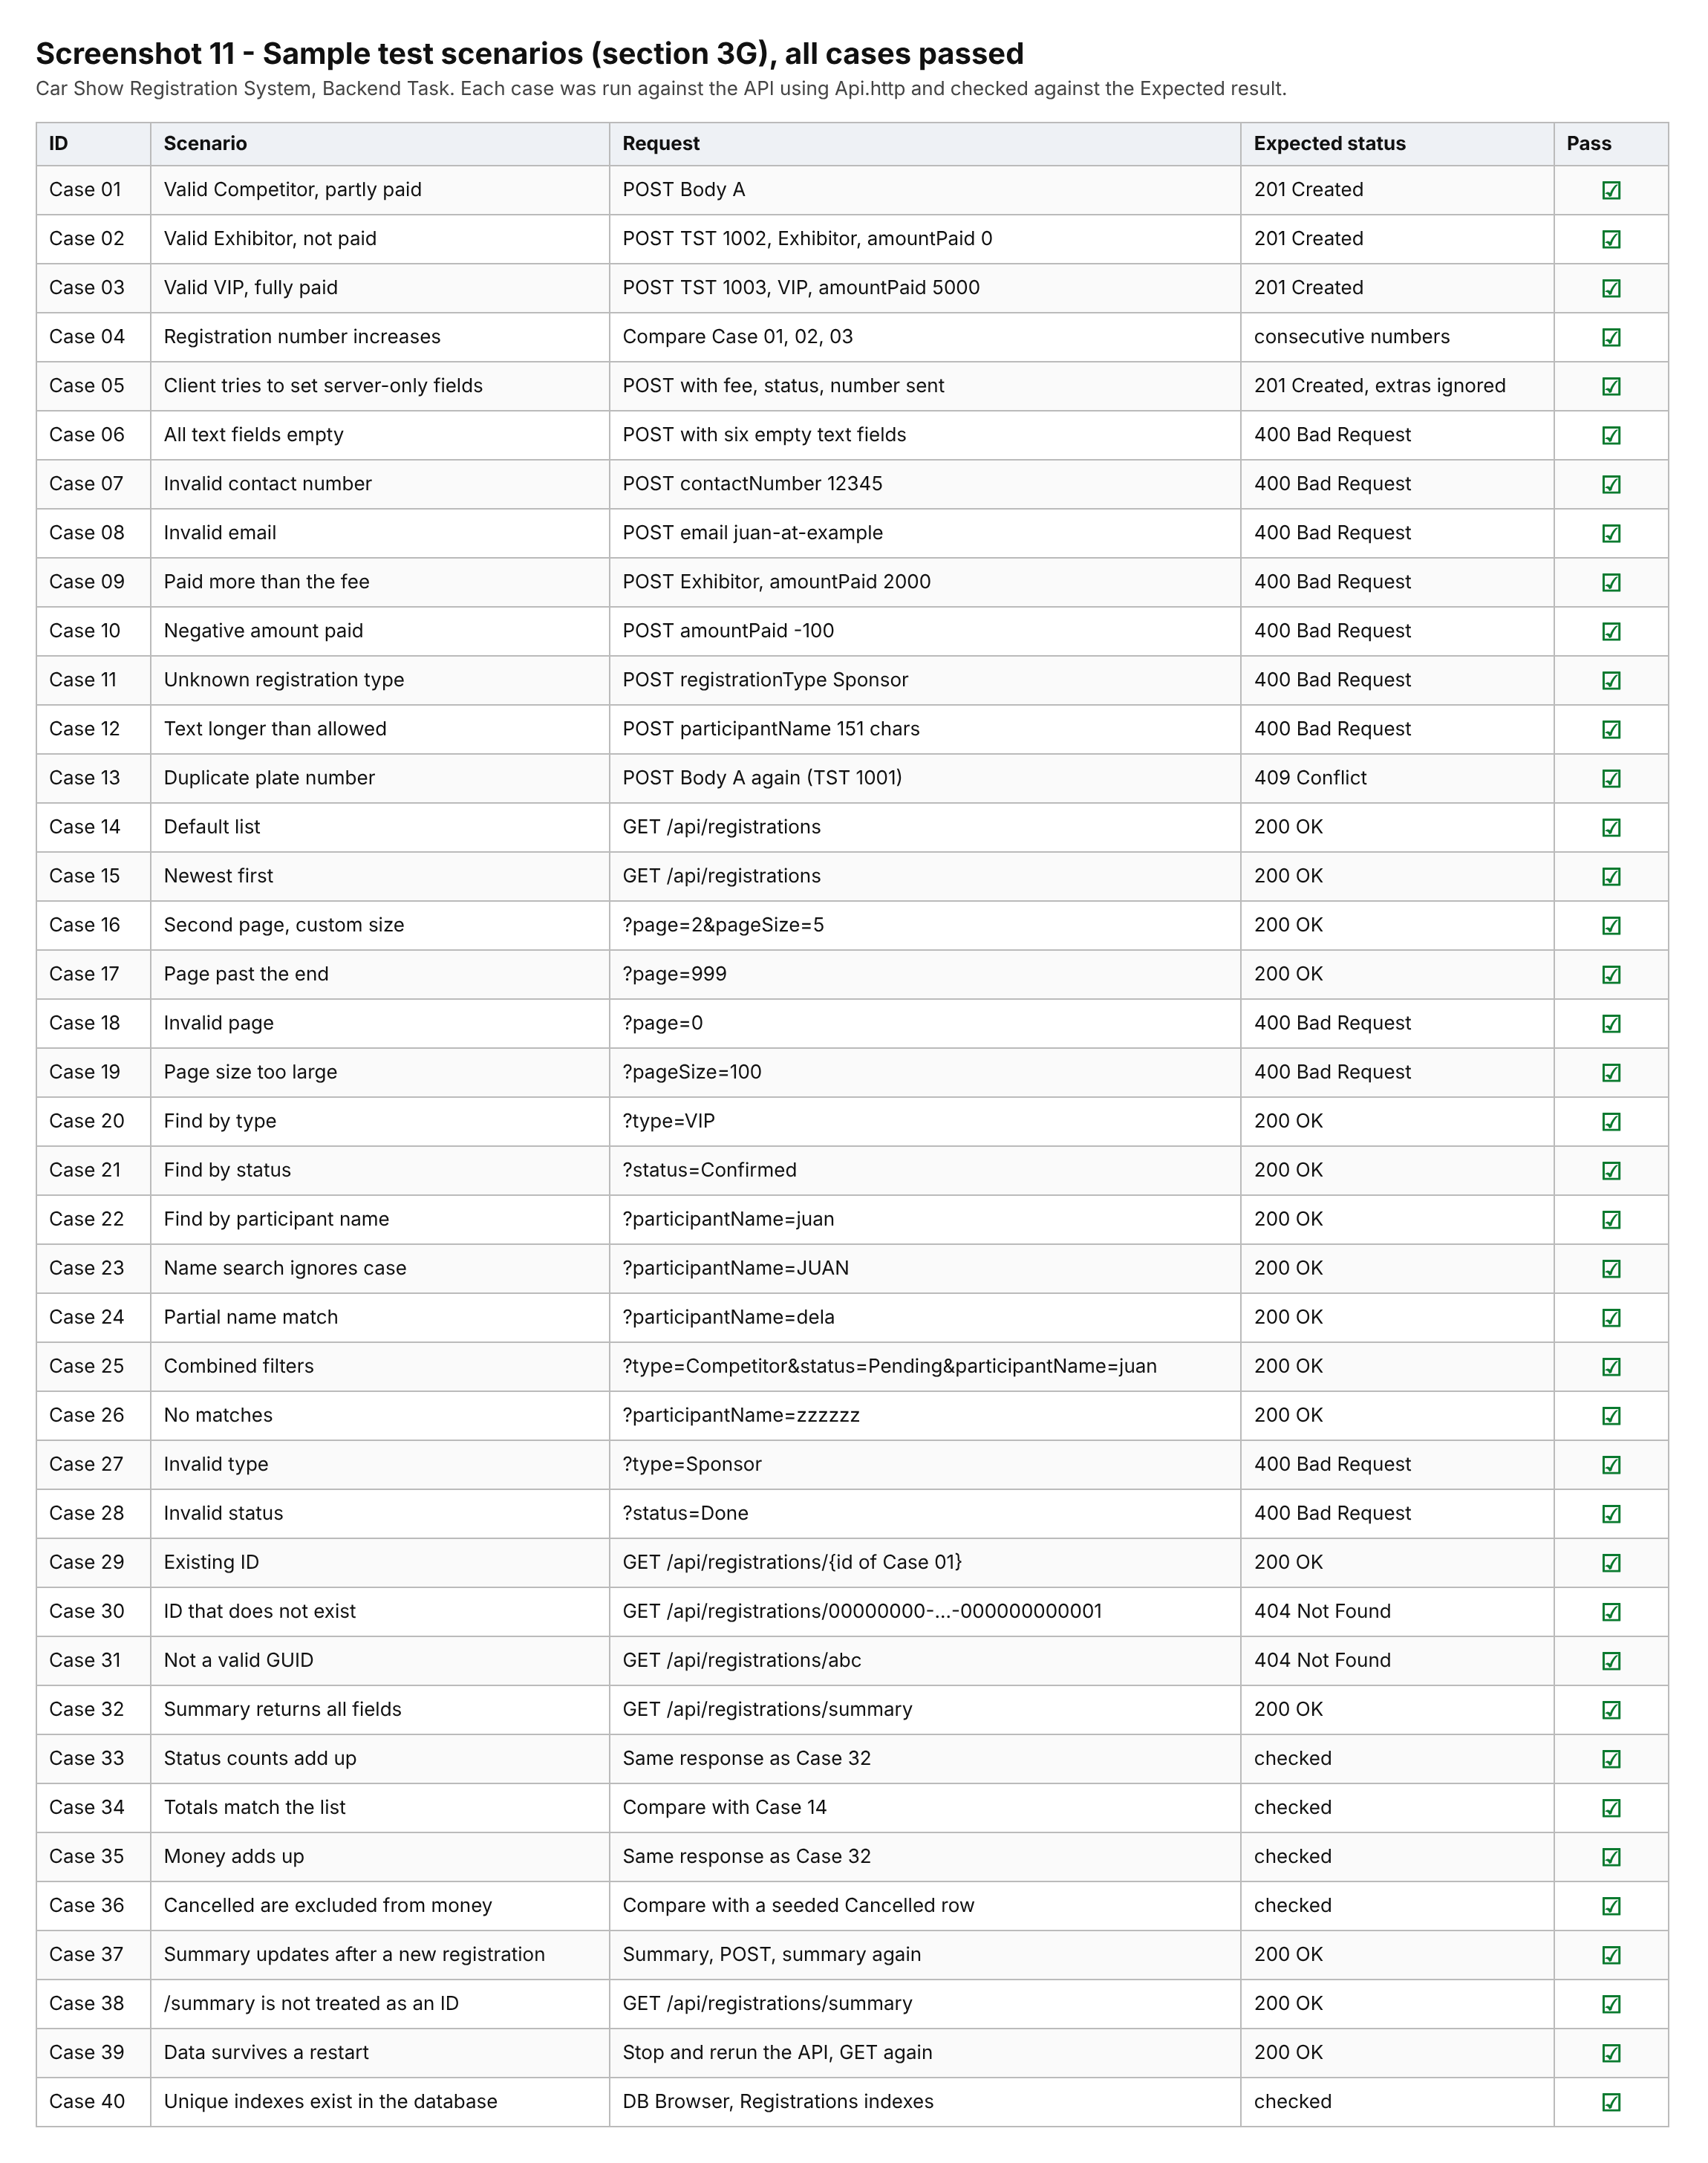 Screenshot 11 - Sample test scenarios (section 3G), all cases passed
Car Show Registration System, Backend Task. Each case was run against the API using Api.http and checked against the Expected result.
ID Scenario Request Expected status Pass
Case 01 Valid Competitor, partly paid POST Body A 201 Created ☑
Case 02 Valid Exhibitor, not paid POST TST 1002, Exhibitor, amountPaid 0 201 Created ☑
Case 03 Valid VIP, fully paid POST TST 1003, VIP, amountPaid 5000 201 Created ☑
Case 04 Registration number increases Compare Case 01, 02, 03 consecutive numbers ☑
Case 05 Client tries to set server-only fields POST with fee, status, number sent 201 Created, extras ignored ☑
Case 06 All text fields empty POST with six empty text fields 400 Bad Request ☑
Case 07 Invalid contact number POST contactNumber 12345 400 Bad Request ☑
Case 08 Invalid email POST email juan-at-example 400 Bad Request ☑
Case 09 Paid more than the fee POST Exhibitor, amountPaid 2000 400 Bad Request ☑
Case 10 Negative amount paid POST amountPaid -100 400 Bad Request ☑
Case 11 Unknown registration type POST registrationType Sponsor 400 Bad Request ☑
Case 12 Text longer than allowed POST participantName 151 chars 400 Bad Request ☑
Case 13 Duplicate plate number POST Body A again (TST 1001) 409 Conflict ☑
Case 14 Default list GET /api/registrations 200 OK ☑
Case 15 Newest first GET /api/registrations 200 OK ☑
Case 16 Second page, custom size ?page=2&pageSize=5 200 OK ☑
Case 17 Page past the end ?page=999 200 OK ☑
Case 18 Invalid page ?page=0 400 Bad Request ☑
Case 19 Page size too large ?pageSize=100 400 Bad Request ☑
Case 20 Find by type ?type=VIP 200 OK ☑
Case 21 Find by status ?status=Confirmed 200 OK ☑
Case 22 Find by participant name ?participantName=juan 200 OK ☑
Case 23 Name search ignores case ?participantName=JUAN 200 OK ☑
Case 24 Partial name match ?participantName=dela 200 OK ☑
Case 25 Combined filters ?type=Competitor&status=Pending&participantName=juan 200 OK ☑
Case 26 No matches ?participantName=zzzzzz 200 OK ☑
Case 27 Invalid type ?type=Sponsor 400 Bad Request ☑
Case 28 Invalid status ?status=Done 400 Bad Request ☑
Case 29 Existing ID GET /api/registrations/{id of Case 01} 200 OK ☑
Case 30 ID that does not exist GET /api/registrations/00000000-...-000000000001 404 Not Found ☑
Case 31 Not a valid GUID GET /api/registrations/abc 404 Not Found ☑
Case 32 Summary returns all fields GET /api/registrations/summary 200 OK ☑
Case 33 Status counts add up Same response as Case 32 checked ☑
Case 34 Totals match the list Compare with Case 14 checked ☑
Case 35 Money adds up Same response as Case 32 checked ☑
Case 36 Cancelled are excluded from money Compare with a seeded Cancelled row checked ☑
Case 37 Summary updates after a new registration Summary, POST, summary again 200 OK ☑
Case 38 /summary is not treated as an ID GET /api/registrations/summary 200 OK ☑
Case 39 Data survives a restart Stop and rerun the API, GET again 200 OK ☑
Case 40 Unique indexes exist in the database DB Browser, Registrations indexes checked ☑